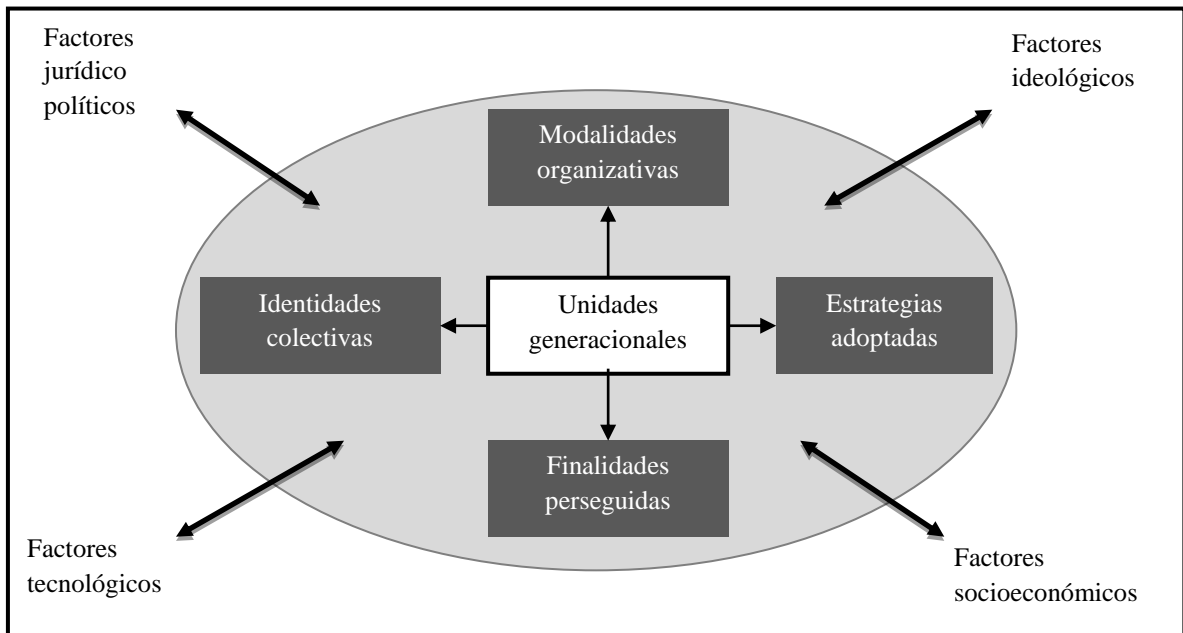 Factores
jurídico
políticos
Factores
ideológicos
Modalidades
organizativas
Identidades
colectivas
Unidades
generacionales
Estrategias
adoptadas
Finalidades
perseguidas
Factores
tecnológicos
Factores
socioeconómicos